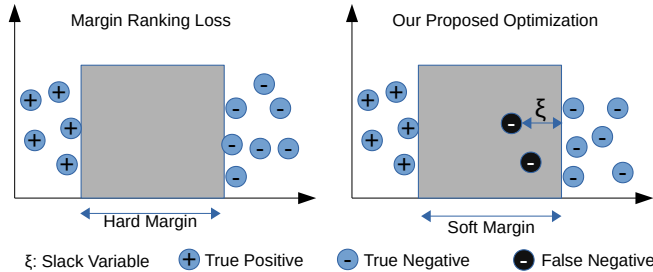 Margin Ranking Loss
Our Proposed Optimization
+ + + + + - - - - - - -
+ + + + + - - ξ - - - - -
Hard Margin
Soft Margin
ξ: Slack Variable + True Positive - True Negative - False Negative